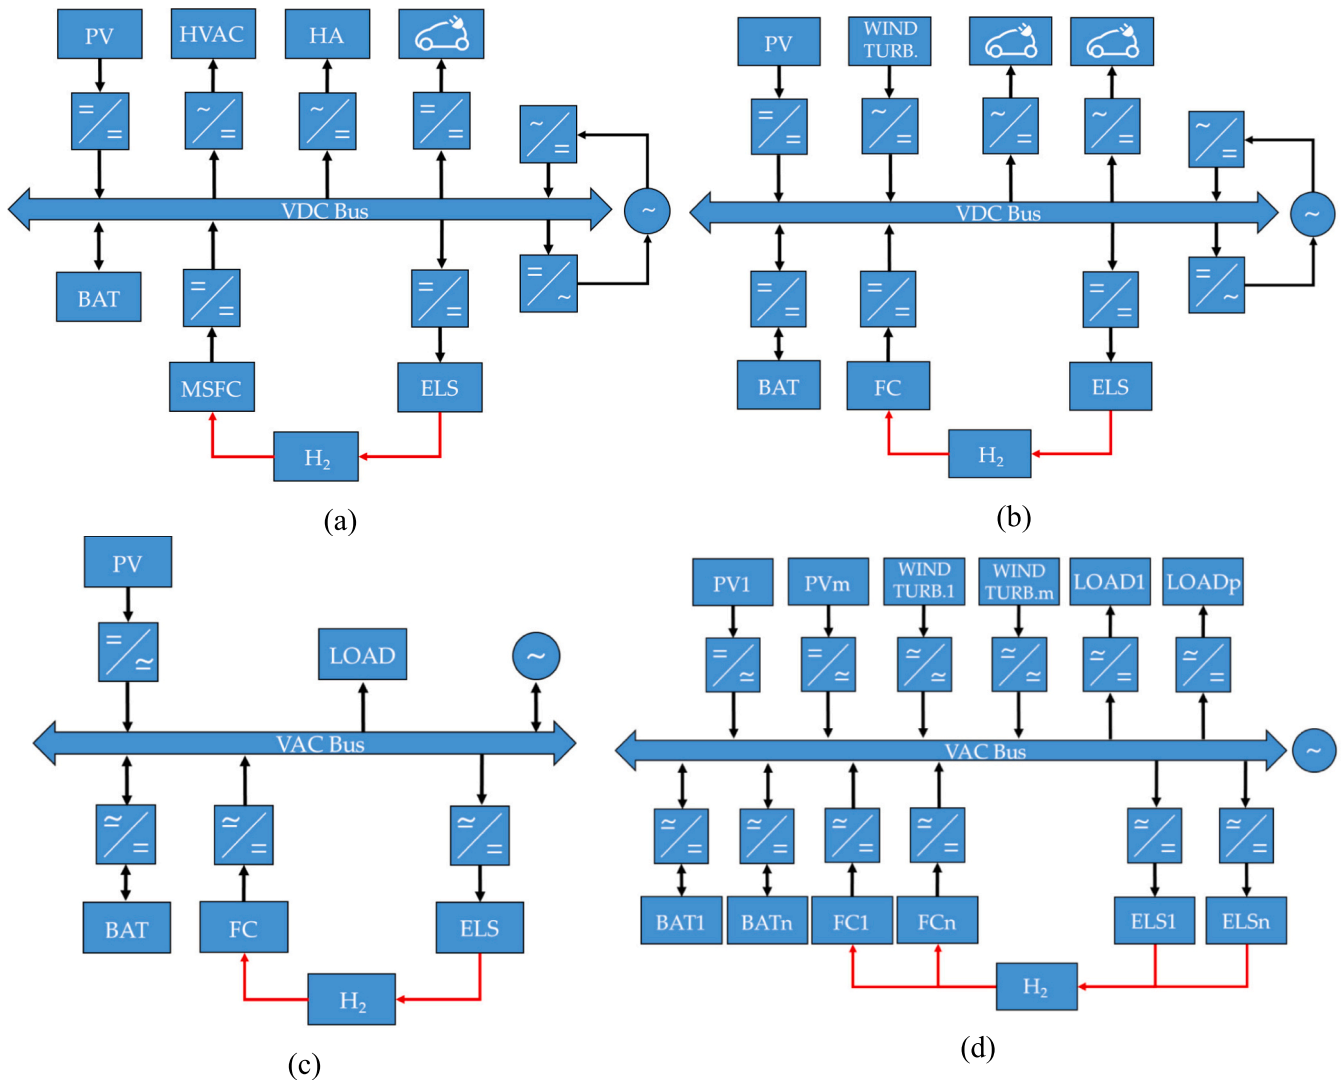 PV
HVAC
HA
VDC Bus
BAT
MSFC
ELS
H₂
(a)
PV
WIND
TURB.
VDC Bus
BAT
FC
ELS
H₂
(b)
PV
LOAD
VAC Bus
BAT
FC
ELS
H₂
(c)
PV1
PVm
WIND
TURB.1
WIND
TURB.m
LOAD1
LOADp
VAC Bus
BAT1
BATn
FC1
FCn
ELS1
ELSn
H₂
(d)